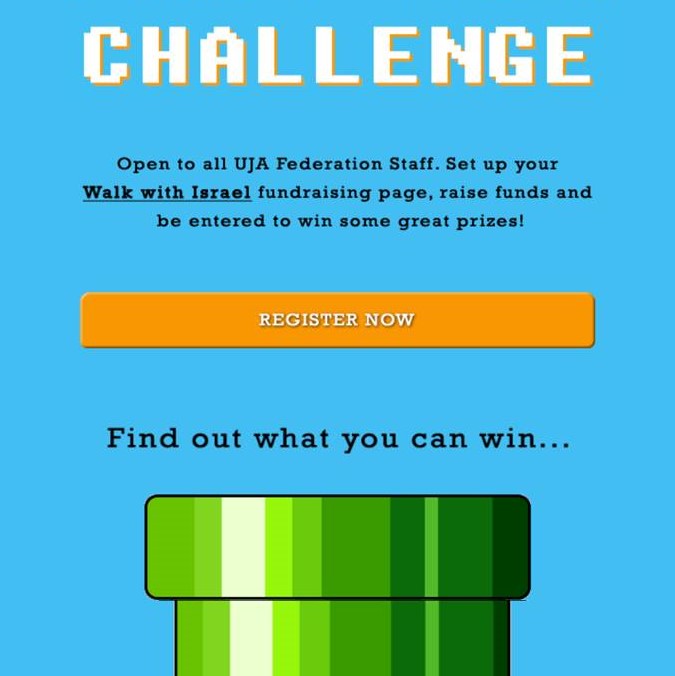 CHALLENGE
Open to all UJA Federation Staff. Set up your
Walk with Israel fundraising page, raise funds and
be entered to win some great prizes!
REGISTER NOW
Find out what you can win...